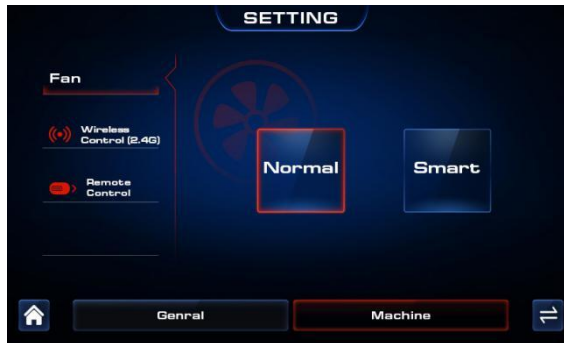 SETTING
Fan
Wireless
Control (2.4G)
Remote
Control
Normal
Smart
Genral
Machine